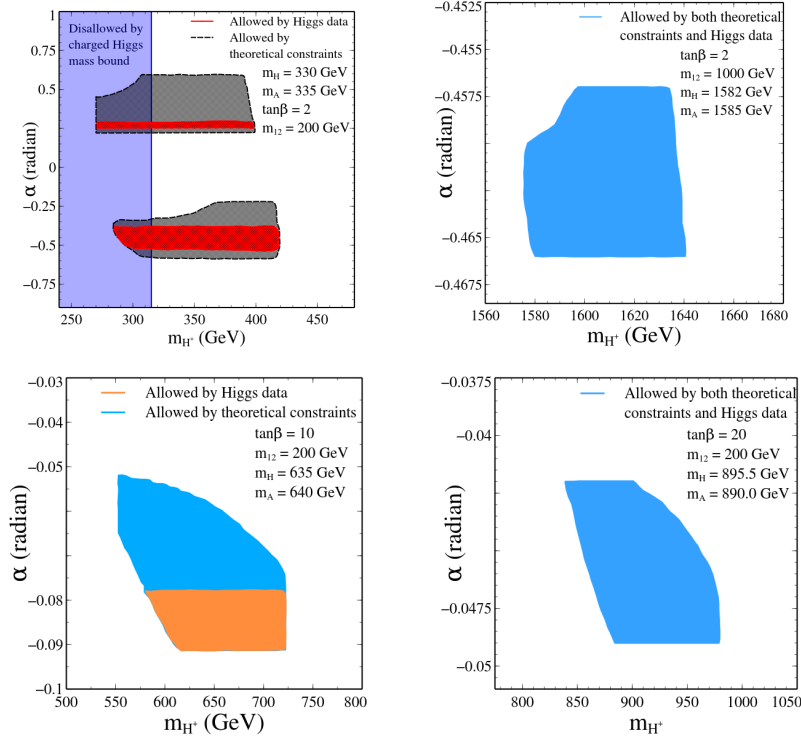 Disallowed by
charged Higgs
mass bound
Allowed by Higgs data
Allowed by
theoretical constraints
m_H = 330 GeV
m_A = 335 GeV
tanβ = 2
m_12 = 200 GeV
1
0.75
0.5
0.25
0
−0.25
−0.5
−0.75
α (radian)
250 300 350 400 450
m_H⁺ (GeV)
Allowed by both theoretical
constraints and Higgs data
tanβ = 2
m_12 = 1000 GeV
m_H = 1582 GeV
m_A = 1585 GeV
−0.4525
−0.455
−0.4575
−0.465
−0.4675
α (radian)
1560 1600 1620 1640 1660 1680
m_H⁺ (GeV)
Allowed by Higgs data
Allowed by theoretical constraints
tanβ = 10
m_12 = 200 GeV
m_H = 635 GeV
m_A = 640 GeV
−0.03
−0.04
−0.05
−0.08
−0.09
−0.1
α (radian)
500 550 600 650 700 750 800
m_H⁺ (GeV)
Allowed by both theoretical
constraints and Higgs data
tanβ = 20
m_12 = 200 GeV
m_H = 895.5 GeV
m_A = 890.0 GeV
−0.0375
−0.04
−0.0475
−0.05
α (radian)
800 850 900 950 1000 1050
m_H⁺